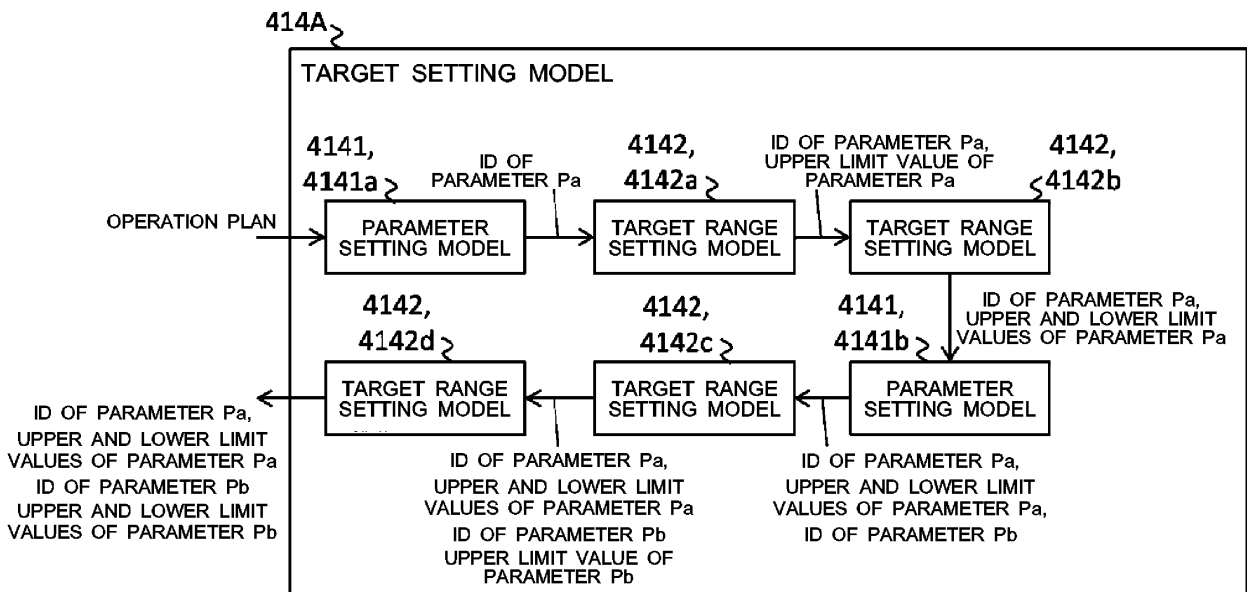 414A
TARGET SETTING MODEL
4141,
4141a
ID OF
PARAMETER Pa
4142,
4142a
ID OF PARAMETER Pa,
UPPER LIMIT VALUE OF
PARAMETER Pa
4142,
4142b
OPERATION PLAN
PARAMETER
SETTING MODEL
TARGET RANGE
SETTING MODEL
TARGET RANGE
SETTING MODEL
4142,
4142d
4142,
4142c
4141,
4141b
ID OF PARAMETER Pa,
UPPER AND LOWER LIMIT
VALUES OF PARAMETER Pa
TARGET RANGE
SETTING MODEL
TARGET RANGE
SETTING MODEL
PARAMETER
SETTING MODEL
ID OF PARAMETER Pa,
UPPER AND LOWER LIMIT
VALUES OF PARAMETER Pa
ID OF PARAMETER Pb
UPPER AND LOWER LIMIT
VALUES OF PARAMETER Pb
ID OF PARAMETER Pa,
UPPER AND LOWER LIMIT
VALUES OF PARAMETER Pa
ID OF PARAMETER Pb
UPPER LIMIT VALUE OF
PARAMETER Pb
ID OF PARAMETER Pa,
UPPER AND LOWER LIMIT
VALUES OF PARAMETER Pa,
ID OF PARAMETER Pb